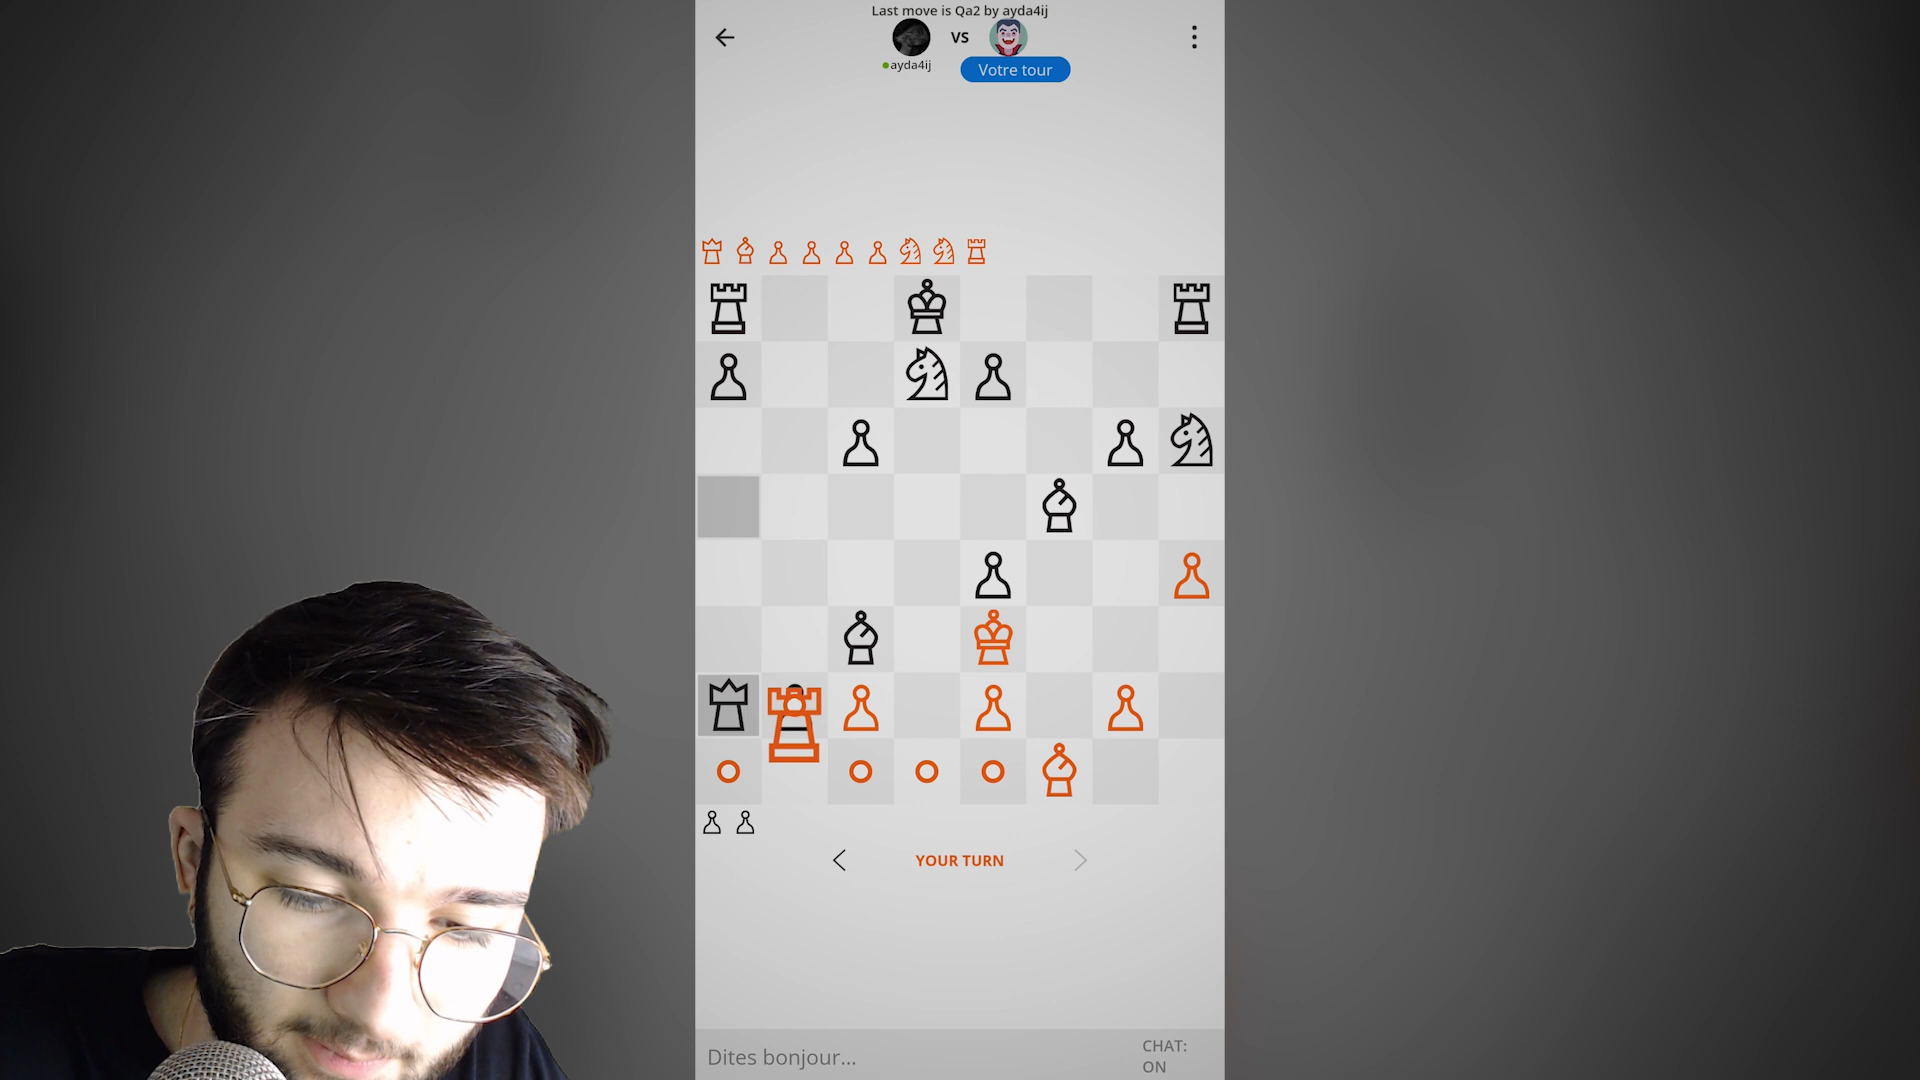 Last move is Qa2 by ayda4ij
VS
ayda4ij
Votre tour
YOUR TURN
Dites bonjour...
CHAT:
ON